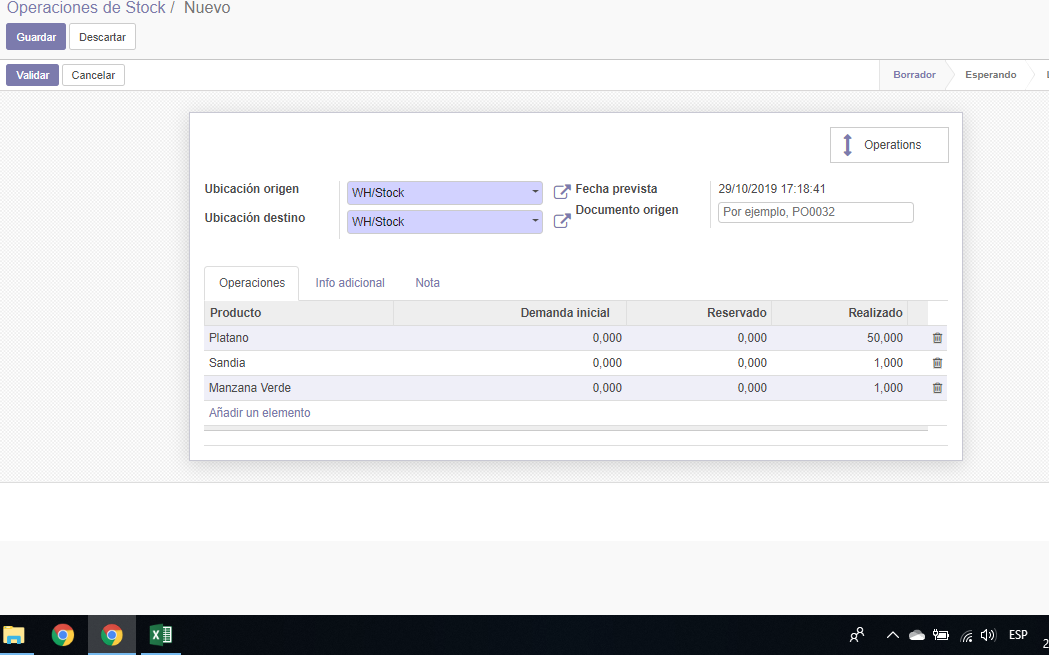 Operaciones de Stock / Nuevo
Guardar Descartar
Validar Cancelar Borrador Esperando
Operations
Ubicación origen WH/Stock Fecha prevista 29/10/2019 17:18:41
Ubicación destino WH/Stock Documento origen Por ejemplo, PO0032
Operaciones Info adicional Nota
Producto Demanda inicial Reservado Realizado
Platano 0,000 0,000 50,000
Sandia 0,000 0,000 1,000
Manzana Verde 0,000 0,000 1,000
Añadir un elemento
ESP